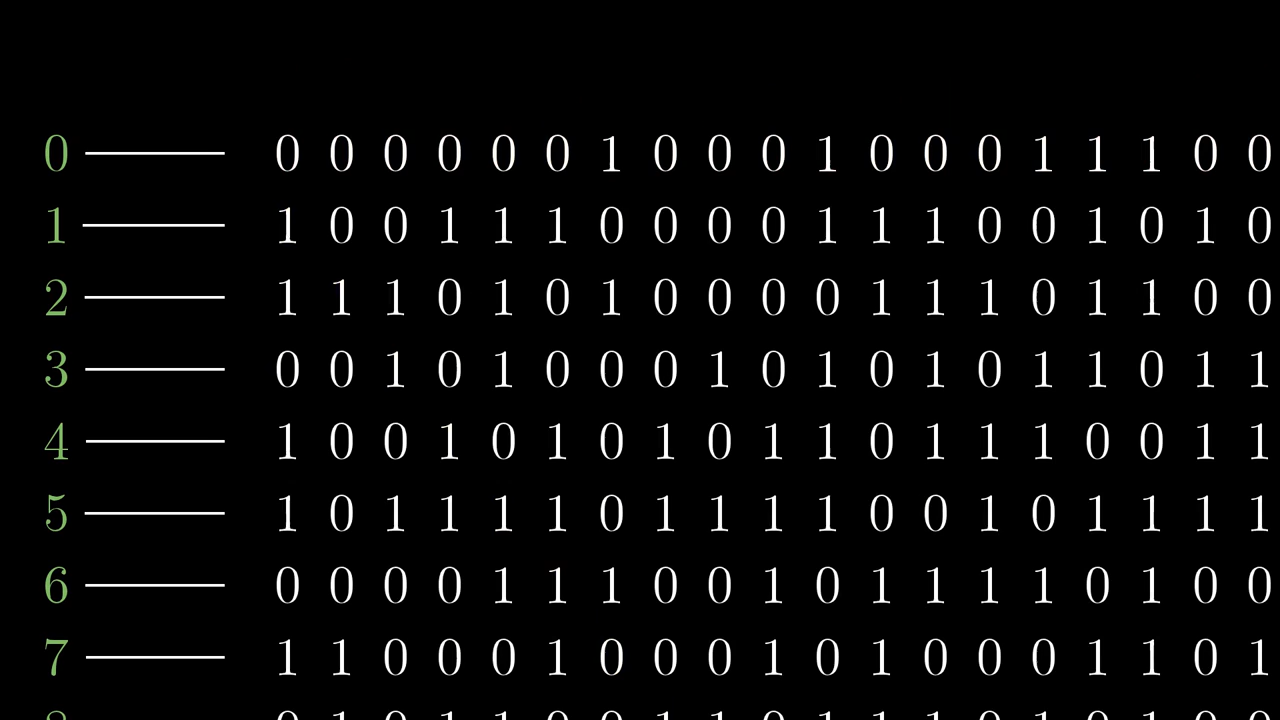 0 0 0 0 0 0 0 1 0 0 0 1 0 0 0 1 1 1 0 0
1 1 0 0 1 1 1 0 0 0 0 1 1 1 0 0 1 0 1 0
2 1 1 1 0 1 0 1 0 0 0 0 1 1 1 0 1 1 0 0
3 0 0 1 0 1 0 0 0 1 0 1 0 1 0 1 1 0 1 1
4 1 0 0 1 0 1 0 1 0 1 1 0 1 1 1 0 0 1 1
5 1 0 1 1 1 1 0 1 1 1 1 0 0 1 0 1 1 1 1
6 0 0 0 0 1 1 1 0 0 1 0 1 1 1 1 0 1 0 0
7 1 1 0 0 0 1 0 0 0 1 0 1 0 0 0 1 1 0 1